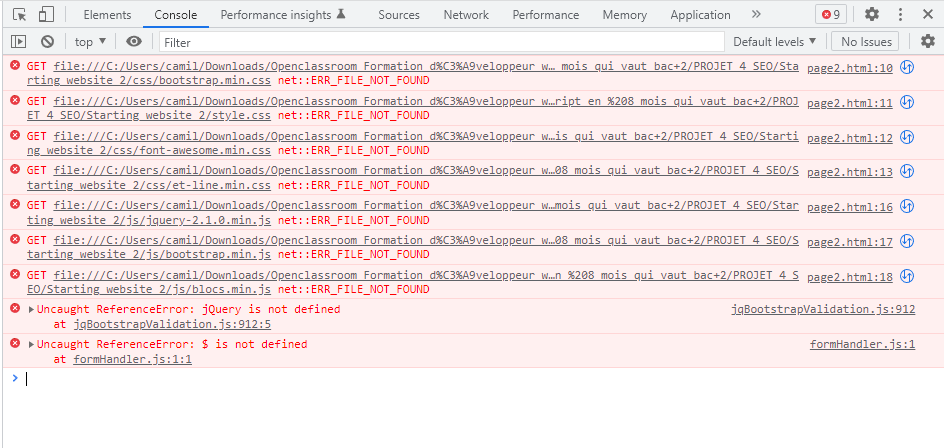 Elements Console Performance insights Sources Network Performance Memory Application » 9
top Filter Default levels No Issues
GET file:///C:/Users/camil/Downloads/Openclassroom Formation d%C3%A9veloppeur w… mois qui vaut bac+2/PROJET 4 SEO/Sta page2.html:10
rting website 2/css/bootstrap.min.css net::ERR_FILE_NOT_FOUND
GET file:///C:/Users/camil/Downloads/Openclassroom Formation d%C3%A9veloppeur w…ript en %208 mois qui vaut bac+2/PROJ page2.html:11
ET 4 SEO/Starting website 2/style.css net::ERR_FILE_NOT_FOUND
GET file:///C:/Users/camil/Downloads/Openclassroom Formation d%C3%A9veloppeur w…is qui vaut bac+2/PROJET 4 SEO/Starti page2.html:12
ng website 2/css/font-awesome.min.css net::ERR_FILE_NOT_FOUND
GET file:///C:/Users/camil/Downloads/Openclassroom Formation d%C3%A9veloppeur w…08 mois qui vaut bac+2/PROJET 4 SEO/S page2.html:13
tarting website 2/css/et-line.min.css net::ERR_FILE_NOT_FOUND
GET file:///C:/Users/camil/Downloads/Openclassroom Formation d%C3%A9veloppeur w…mois qui vaut bac+2/PROJET 4 SEO/Star page2.html:16
ting website 2/js/jquery-2.1.0.min.js net::ERR_FILE_NOT_FOUND
GET file:///C:/Users/camil/Downloads/Openclassroom Formation d%C3%A9veloppeur w…08 mois qui vaut bac+2/PROJET 4 SEO/S page2.html:17
tarting website 2/js/bootstrap.min.js net::ERR_FILE_NOT_FOUND
GET file:///C:/Users/camil/Downloads/Openclassroom Formation d%C3%A9veloppeur w…n %208 mois qui vaut bac+2/PROJET 4 S page2.html:18
EO/Starting website 2/js/blocs.min.js net::ERR_FILE_NOT_FOUND
Uncaught ReferenceError: jQuery is not defined jqBootstrapValidation.js:912
at jqBootstrapValidation.js:912:5
Uncaught ReferenceError: $ is not defined formHandler.js:1
at formHandler.js:1:1